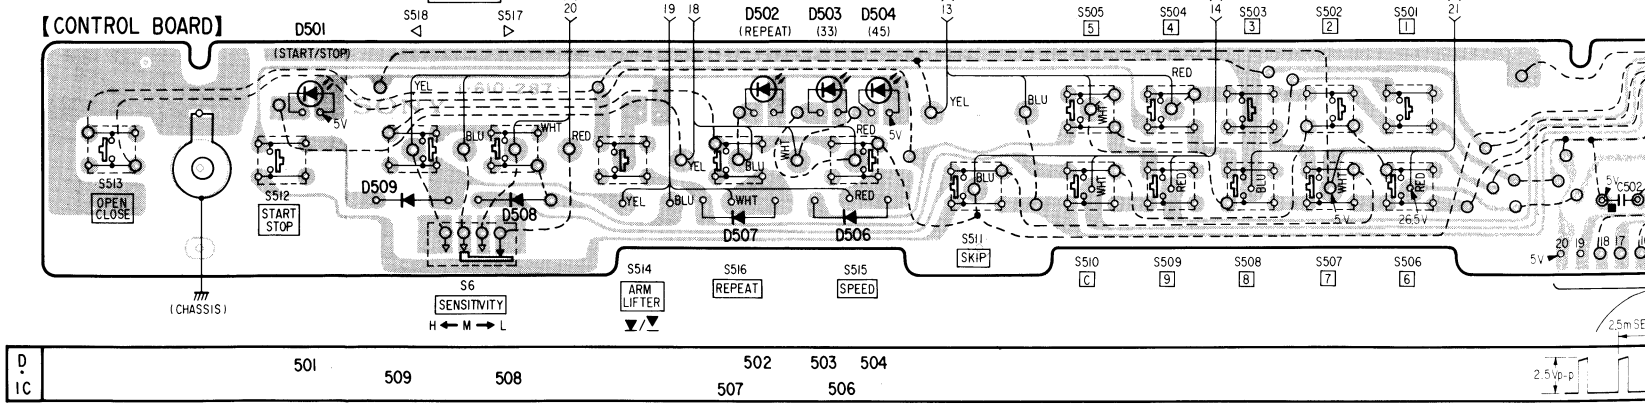 【CONTROL BOARD】
D501
(START/STOP)
S518
◁
S517
▷
20
19
18
D502
(REPEAT)
D503
(33)
D504
(45)
13
S505
5
S504
4
14
S503
3
S502
2
S501
1
21
YEL
BLU
WHT
RED
5V
YEL
BLU
WHT
RED
5V
YEL
BLU
WHT
RED
S513
OPEN
CLOSE
S512
START
STOP
D509
D508
YEL
BLU
WHT
RED
D507
D506
BLU
WHT
RED
BLU
WHT
RED
5V
26.5V
5V
C502
S511
SKIP
20 19 18 17
5V
(CHASSIS)
S6
SENSITIVITY
H ← M → L
S514
ARM
LIFTER
▼/▼
S516
REPEAT
S515
SPEED
S510
C
S509
9
S508
8
S507
7
S506
6
2.5mSE
2.5Vp-p
D
·
IC
501
509
508
502
503
504
507
506